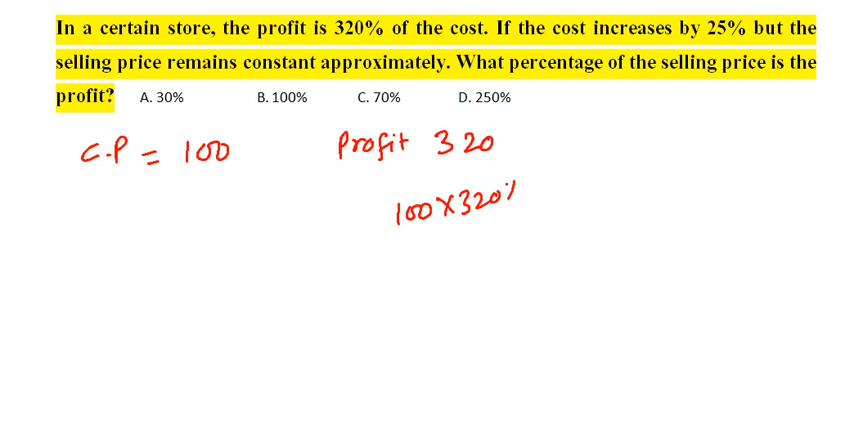 In a certain store, the profit is 320% of the cost. If the cost increases by 25% but the
selling price remains constant approximately. What percentage of the selling price is the
profit? A. 30% B. 100% C. 70% D. 250%
C.P = 100 Profit 320
100 X 320%